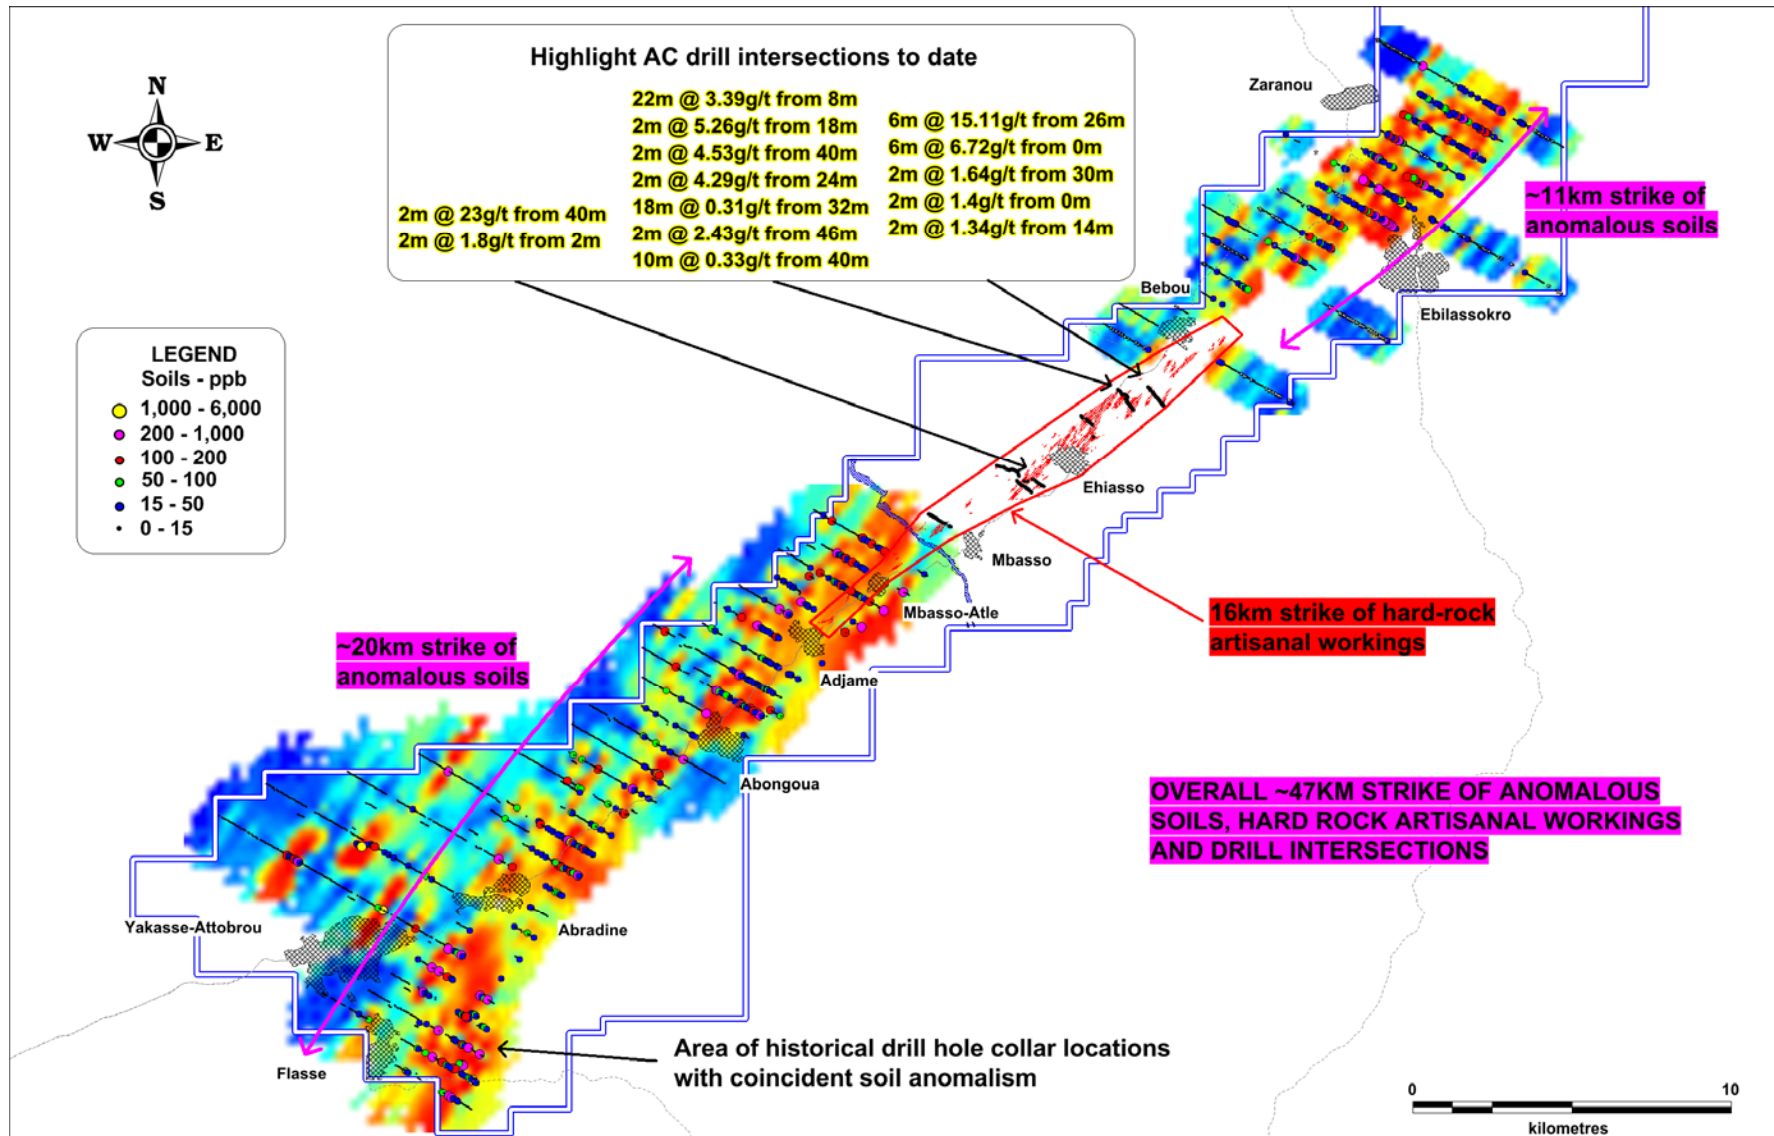 Highlight AC drill intersections to date
2m @ 23g/t from 40m
2m @ 1.8g/t from 2m
22m @ 3.39g/t from 8m
2m @ 5.26g/t from 18m
2m @ 4.53g/t from 40m
2m @ 4.29g/t from 24m
18m @ 0.31g/t from 32m
2m @ 2.43g/t from 46m
10m @ 0.33g/t from 40m
6m @ 15.11g/t from 26m
6m @ 6.72g/t from 0m
2m @ 1.64g/t from 30m
2m @ 1.4g/t from 0m
2m @ 1.34g/t from 14m
N
W
E
S
LEGEND
Soils - ppb
1,000 - 6,000
200 - 1,000
100 - 200
50 - 100
15 - 50
0 - 15
Zaranou
~11km strike of
anomalous soils
Bebou
Ebilassokro
Ehiasso
Mbasso
Mbasso-Atle
16km strike of hard-rock
artisanal workings
~20km strike of
anomalous soils
Adjame
Abongoua
OVERALL ~47KM STRIKE OF ANOMALOUS
SOILS, HARD ROCK ARTISANAL WORKINGS
AND DRILL INTERSECTIONS
Yakasse-Attobrou
Abradine
Flasse
Area of historical drill hole collar locations
with coincident soil anomalism
0
10
kilometres